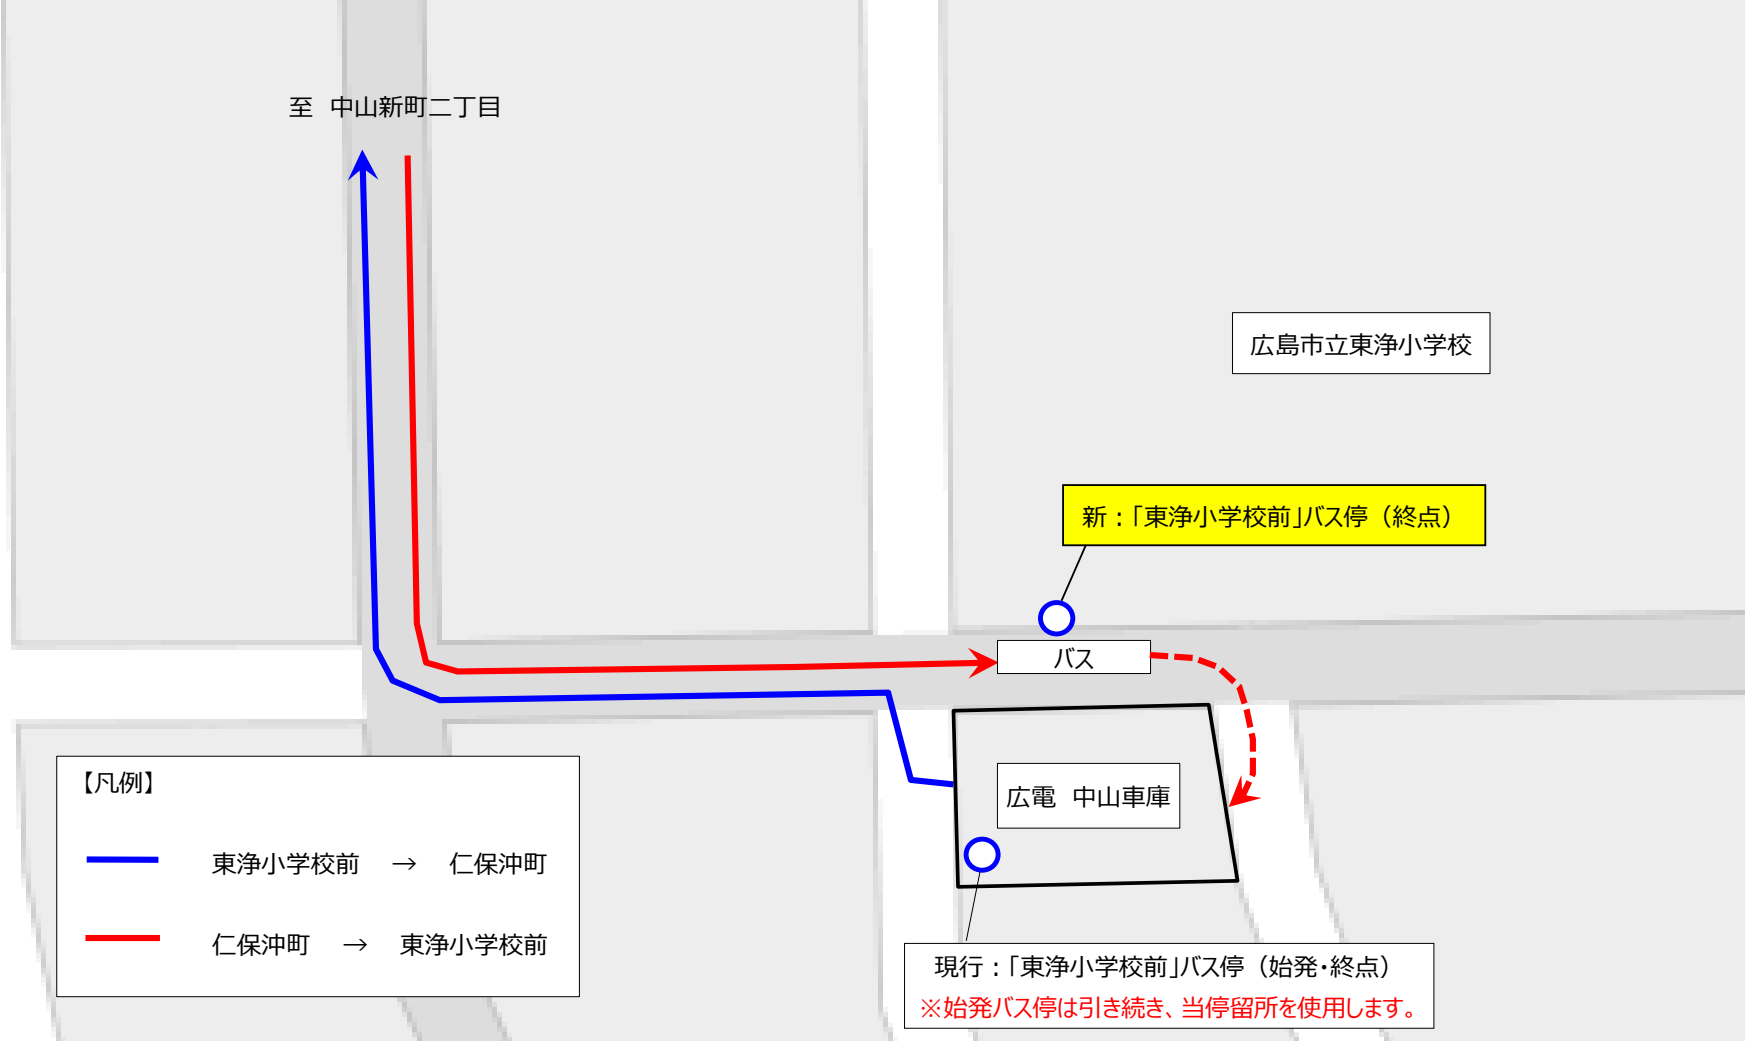 至　中山新町二丁目
広島市立東浄小学校
新：「東浄小学校前」バス停（終点）
バス
広電　中山車庫
【凡例】
東浄小学校前　→　仁保沖町
仁保沖町　→　東浄小学校前
現行：「東浄小学校前」バス停（始発・終点）
※始発バス停は引き続き、当停留所を使用します。